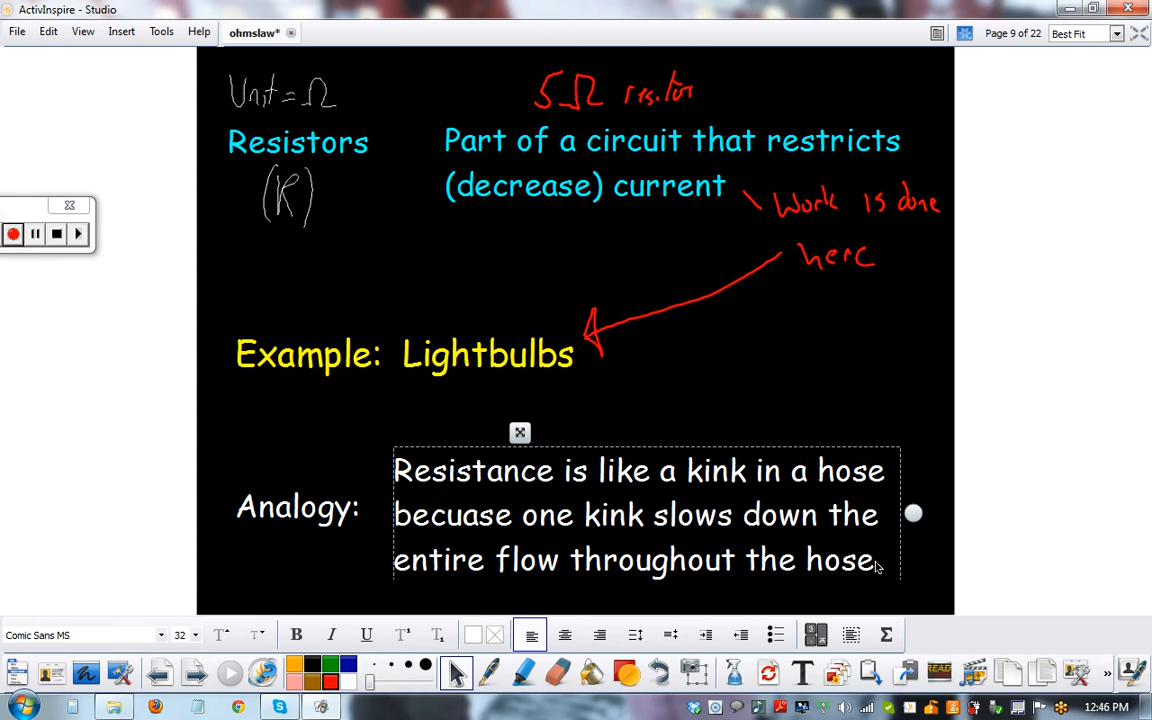 ActivInspire - Studio
File Edit View Insert Tools Help ohmslaw* Page 9 of 22 Best Fit
Unit = Ω 5Ω resistor
Resistors Part of a circuit that restricts
(R) (decrease) current
Work is done
here
Example: Lightbulbs
Resistance is like a kink in a hose
Analogy: becuase one kink slows down the
entire flow throughout the hose.
Comic Sans MS 32 B I U
12:46 PM